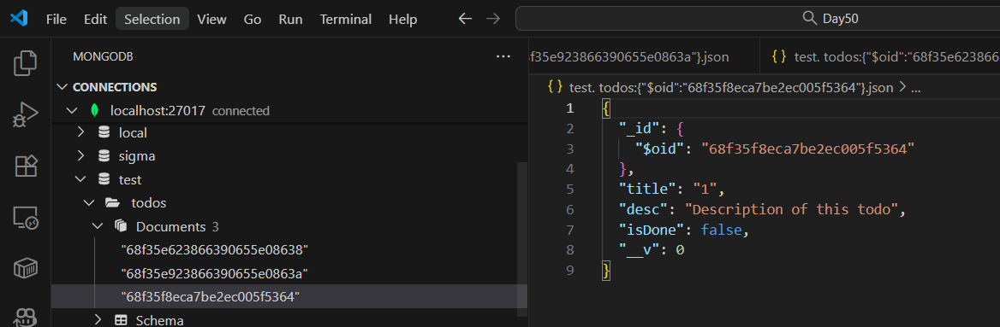 File Edit Selection View Go Run Terminal Help Day50
MONGODB
CONNECTIONS
localhost:27017 connected
local
sigma
test
todos
Documents 3
"68f35e623866390655e08638"
"68f35e923866390655e0863a"
"68f35f8eca7be2ec005f5364"
Schema
f35e923866390655e0863a"}.json test. todos:{"$oid":"68f35e623866
test. todos:{"$oid":"68f35f8eca7be2ec005f5364"}.json > ...
1 {
2 "_id": {
3 "$oid": "68f35f8eca7be2ec005f5364"
4 },
5 "title": "1",
6 "desc": "Description of this todo",
7 "isDone": false,
8 "__v": 0
9 }